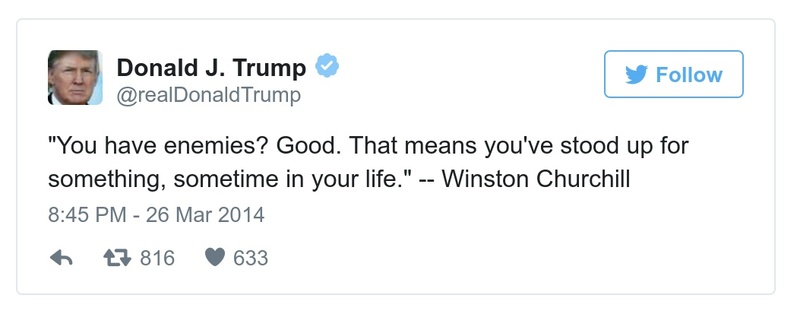 Donald J. Trump
Follow
@realDonaldTrump
"You have enemies? Good. That means you've stood up for
something, sometime in your life." -- Winston Churchill
8:45 PM - 26 Mar 2014
816 633